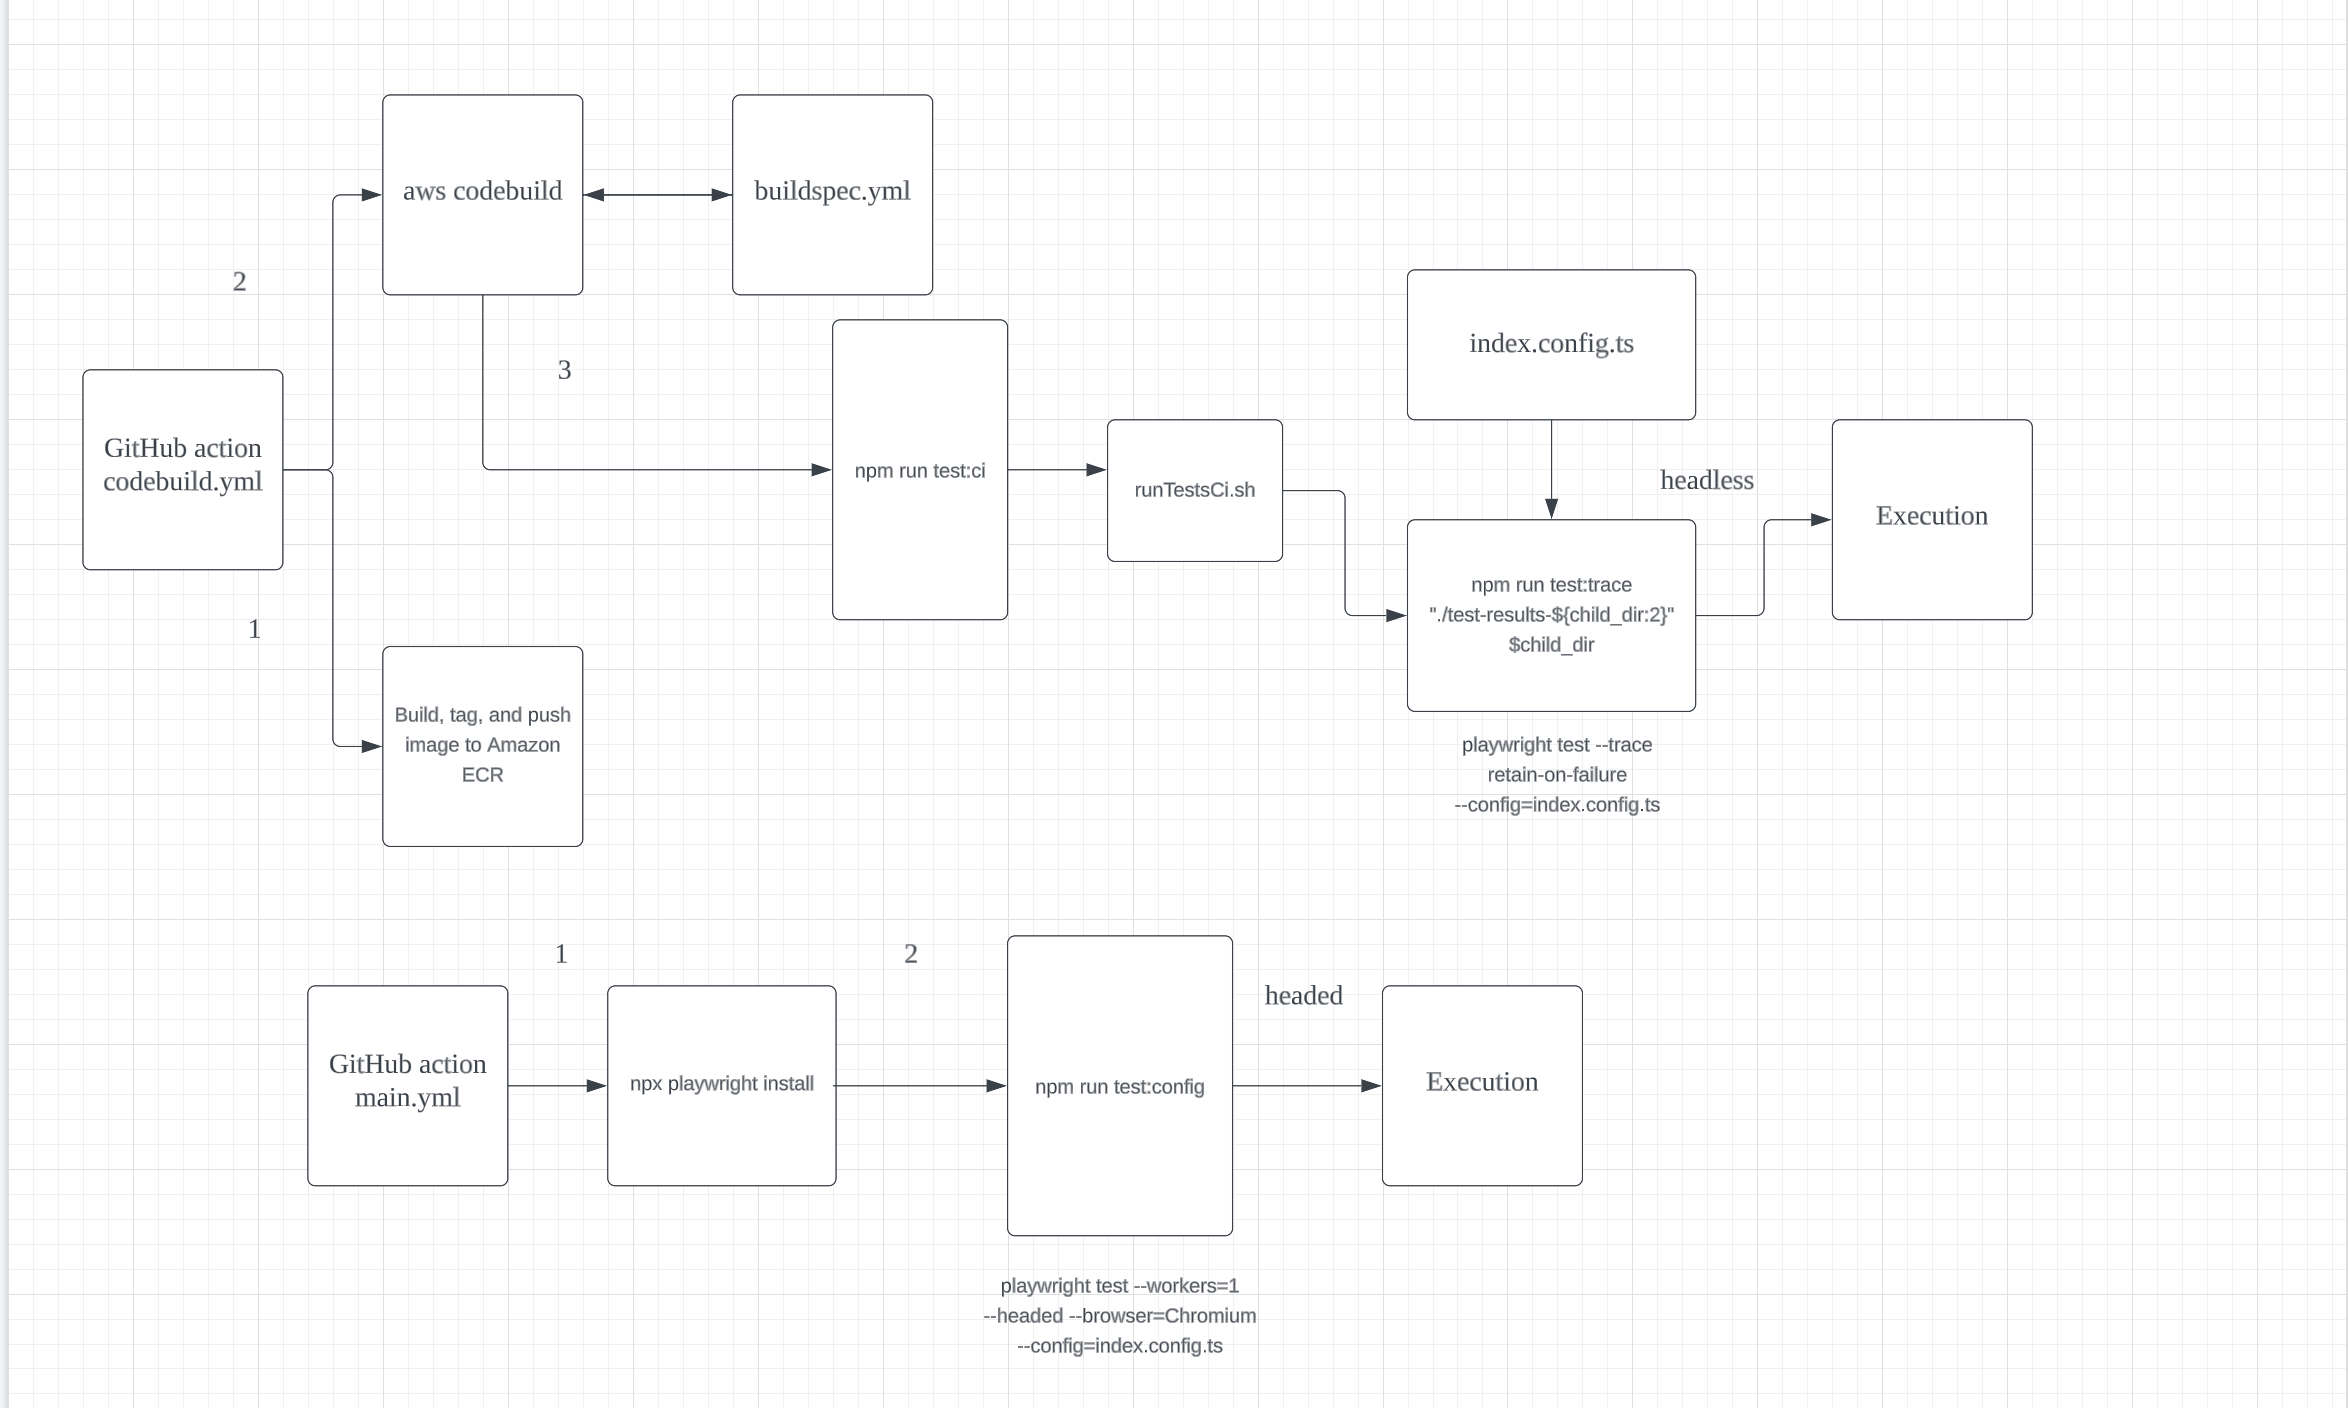 aws codebuild
buildspec.yml
2
3
GitHub action
codebuild.yml
npm run test:ci
runTestsCi.sh
index.config.ts
headless
Execution
npm run test:trace
"./test-results-${child_dir:2}"
$child_dir
playwright test --trace
retain-on-failure
--config=index.config.ts
1
Build, tag, and push
image to Amazon
ECR
1
2
GitHub action
main.yml
npx playwright install
npm run test:config
headed
Execution
playwright test --workers=1
--headed --browser=Chromium
--config=index.config.ts